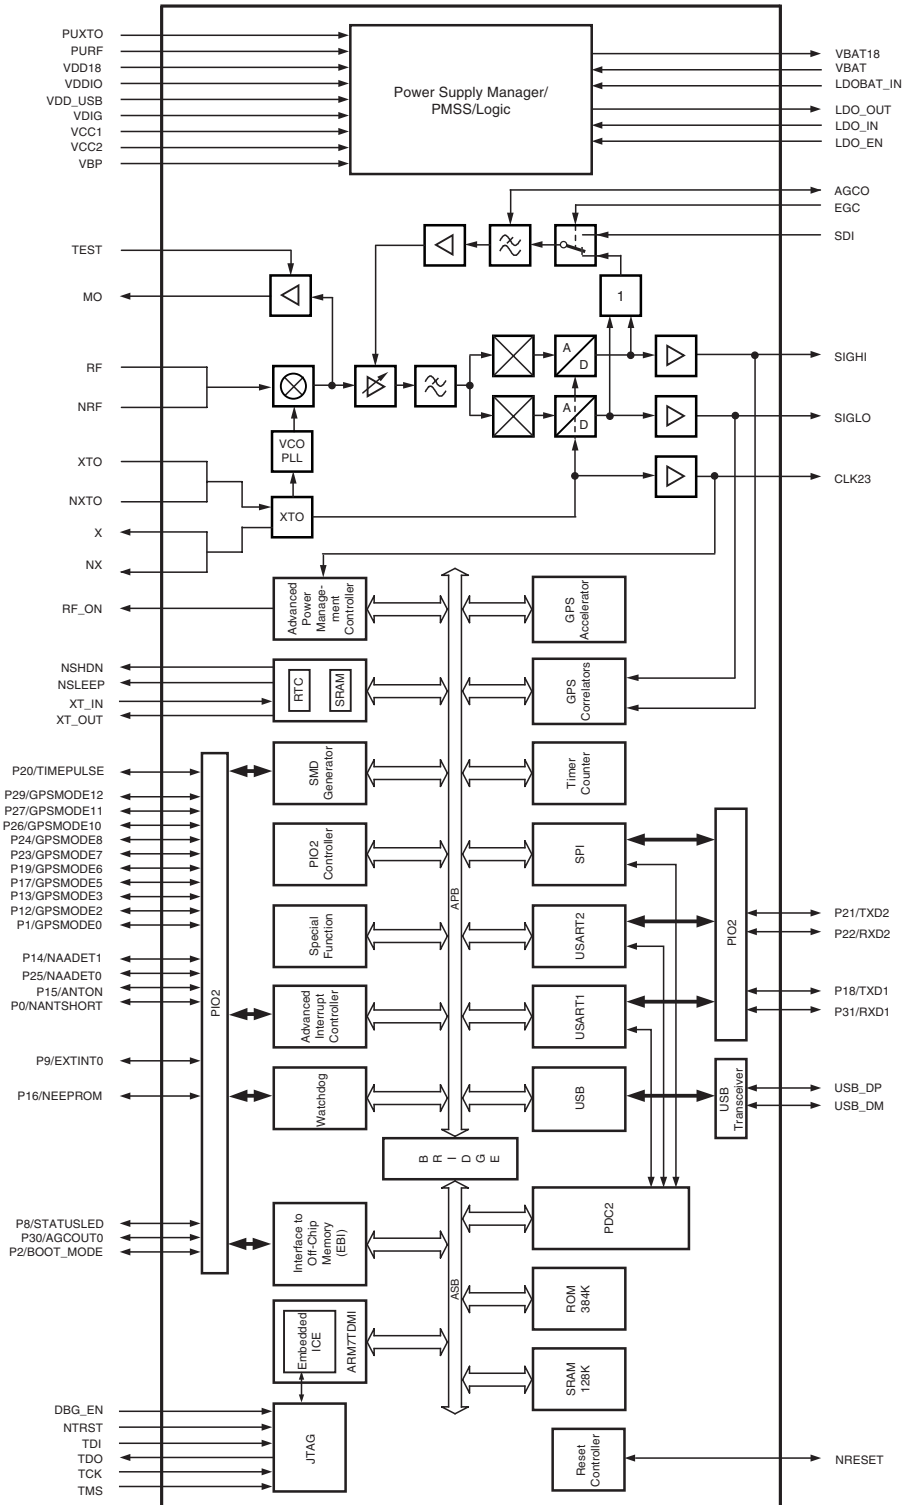 PUXTO
PURF
VDD18
VDDIO
VDD_USB
VDIG
VCC1
VCC2
VBP
Power Supply Manager/
PMSS/Logic
VBAT18
VBAT
LDOBAT_IN
LDO_OUT
LDO_IN
LDO_EN
AGCO
EGC
SDI
TEST
MO
1
RF
NRF
A
D
A
D
SIGHI
SIGLO
VCO
PLL
XTO
NXTO
X
NX
XTO
CLK23
RF_ON
Advanced
Power
Manage-
ment
Controller
GPS
Accelerator
NSHDN
NSLEEP
XT_IN
XT_OUT
RTC
SRAM
GPS
Correlators
P20/TIMEPULSE
P29/GPSMODE12
P27/GPSMODE11
P26/GPSMODE10
P24/GPSMODE8
P23/GPSMODE7
P19/GPSMODE6
P17/GPSMODE5
P13/GPSMODE3
P12/GPSMODE2
P1/GPSMODE0
P14/NAADET1
P25/NAADET0
P15/ANTON
P0/NANTSHORT
P9/EXTINT0
P16/NEEPROM
P8/STATUSLED
P30/AGCOUT0
P2/BOOT_MODE
PIO2
SMD
Generator
PIO2
Controller
Special
Function
Advanced
Interrupt
Controller
Watchdog
APB
Timer
Counter
SPI
USART2
USART1
USB
PIO2
P21/TXD2
P22/RXD2
P18/TXD1
P31/RXD1
USB
Transceiver
USB_DP
USB_DM
BRIDGE
Interface to
Off-Chip
Memory
(EBI)
ASB
PDC2
ROM
384K
SRAM
128K
Embedded
ICE
ARM7TDMI
DBG_EN
NTRST
TDI
TDO
TCK
TMS
JTAG
Reset
Controller
NRESET